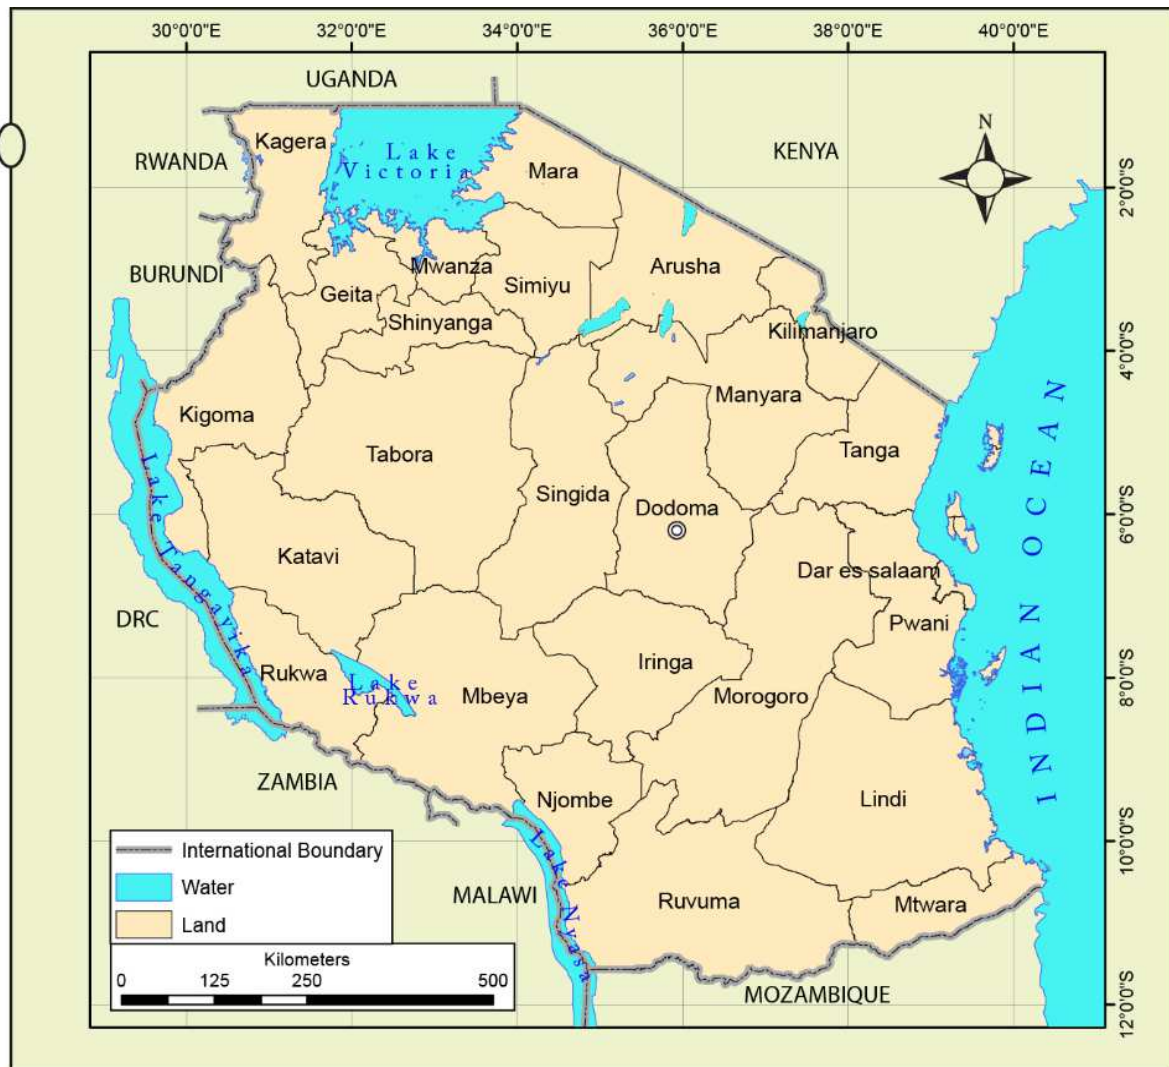 30°0'0"E 32°0'0"E 34°0'0"E 36°0'0"E 38°0'0"E 40°0'0"E
UGANDA
Kagera
RWANDA
Lake
Victoria
Mara
KENYA
N
2°0'0"S
BURUNDI
Mwanza
Arusha
Geita
Simiyu
Shinyanga
Kilimanjaro
4°0'0"S
Kigoma
Manyara
Tabora
Tanga
Singida
Dodoma
6°0'0"S
Katavi
Dar es salaam
Lake Tangayika
INDIAN OCEAN
DRC
Pwani
Rukwa
Lake
Rukwa
Mbeya
Iringa
Morogoro
8°0'0"S
ZAMBIA
Njombe
Lindi
10°0'0"S
Lake Nyasa
MALAWI
Ruvuma
Mtwara
MOZAMBIQUE
12°0'0"S
International Boundary
Water
Land
Kilometers
0 125 250 500